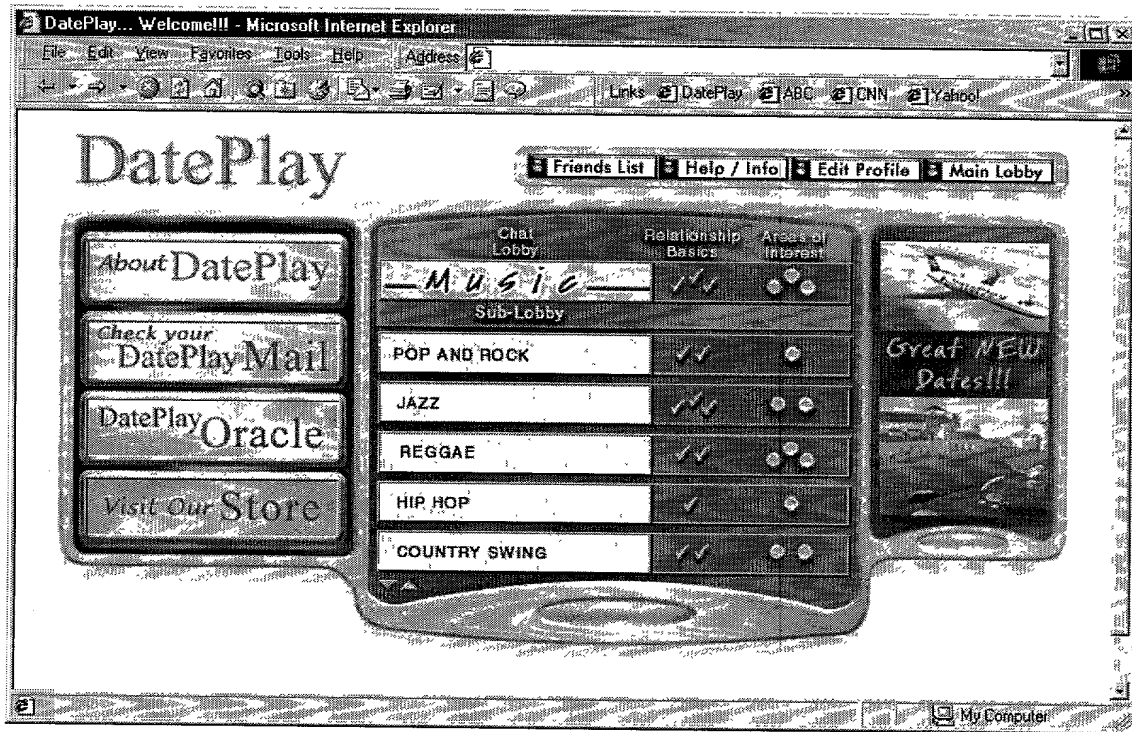 DatePlay... Welcome!!! - Microsoft Internet Explorer
File Edit View Favorites Tools Help Address
Links DatePlay ABC CNN Yahoo! »
DatePlay
Friends List Help / Info Edit Profile Main Lobby
About DatePlay
Check your
DatePlay Mail
DatePlay Oracle
Visit Our Store
Chat
Lobby
Relationship
Basics
Areas of
Interest
Music
Sub-Lobby
POP AND ROCK
JAZZ
REGGAE
HIP HOP
COUNTRY SWING
Great NEW
Dates!!!
My Computer